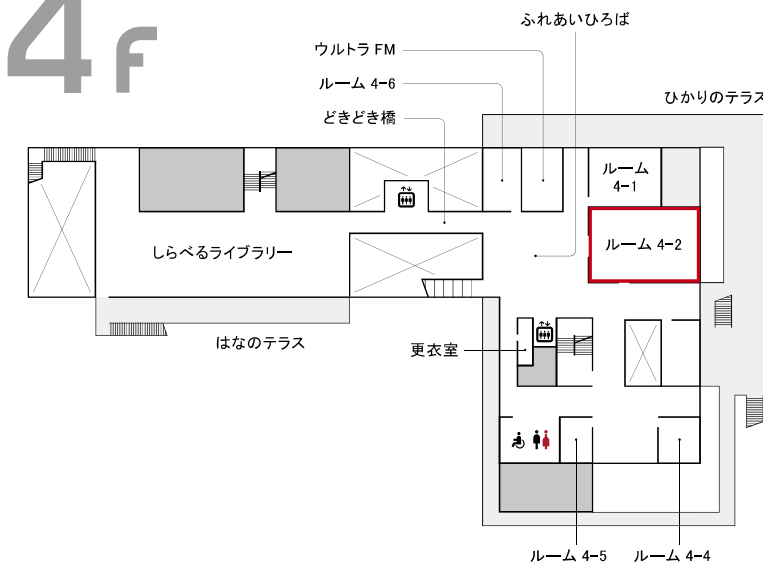 4F
ふれあいひろば
ウルトラ FM
ルーム 4-6
どきどき橋
ひかりのテラス
ルーム
4-1
ルーム 4-2
しらべるライブラリー
はなのテラス
更衣室
ルーム 4-5
ルーム 4-4